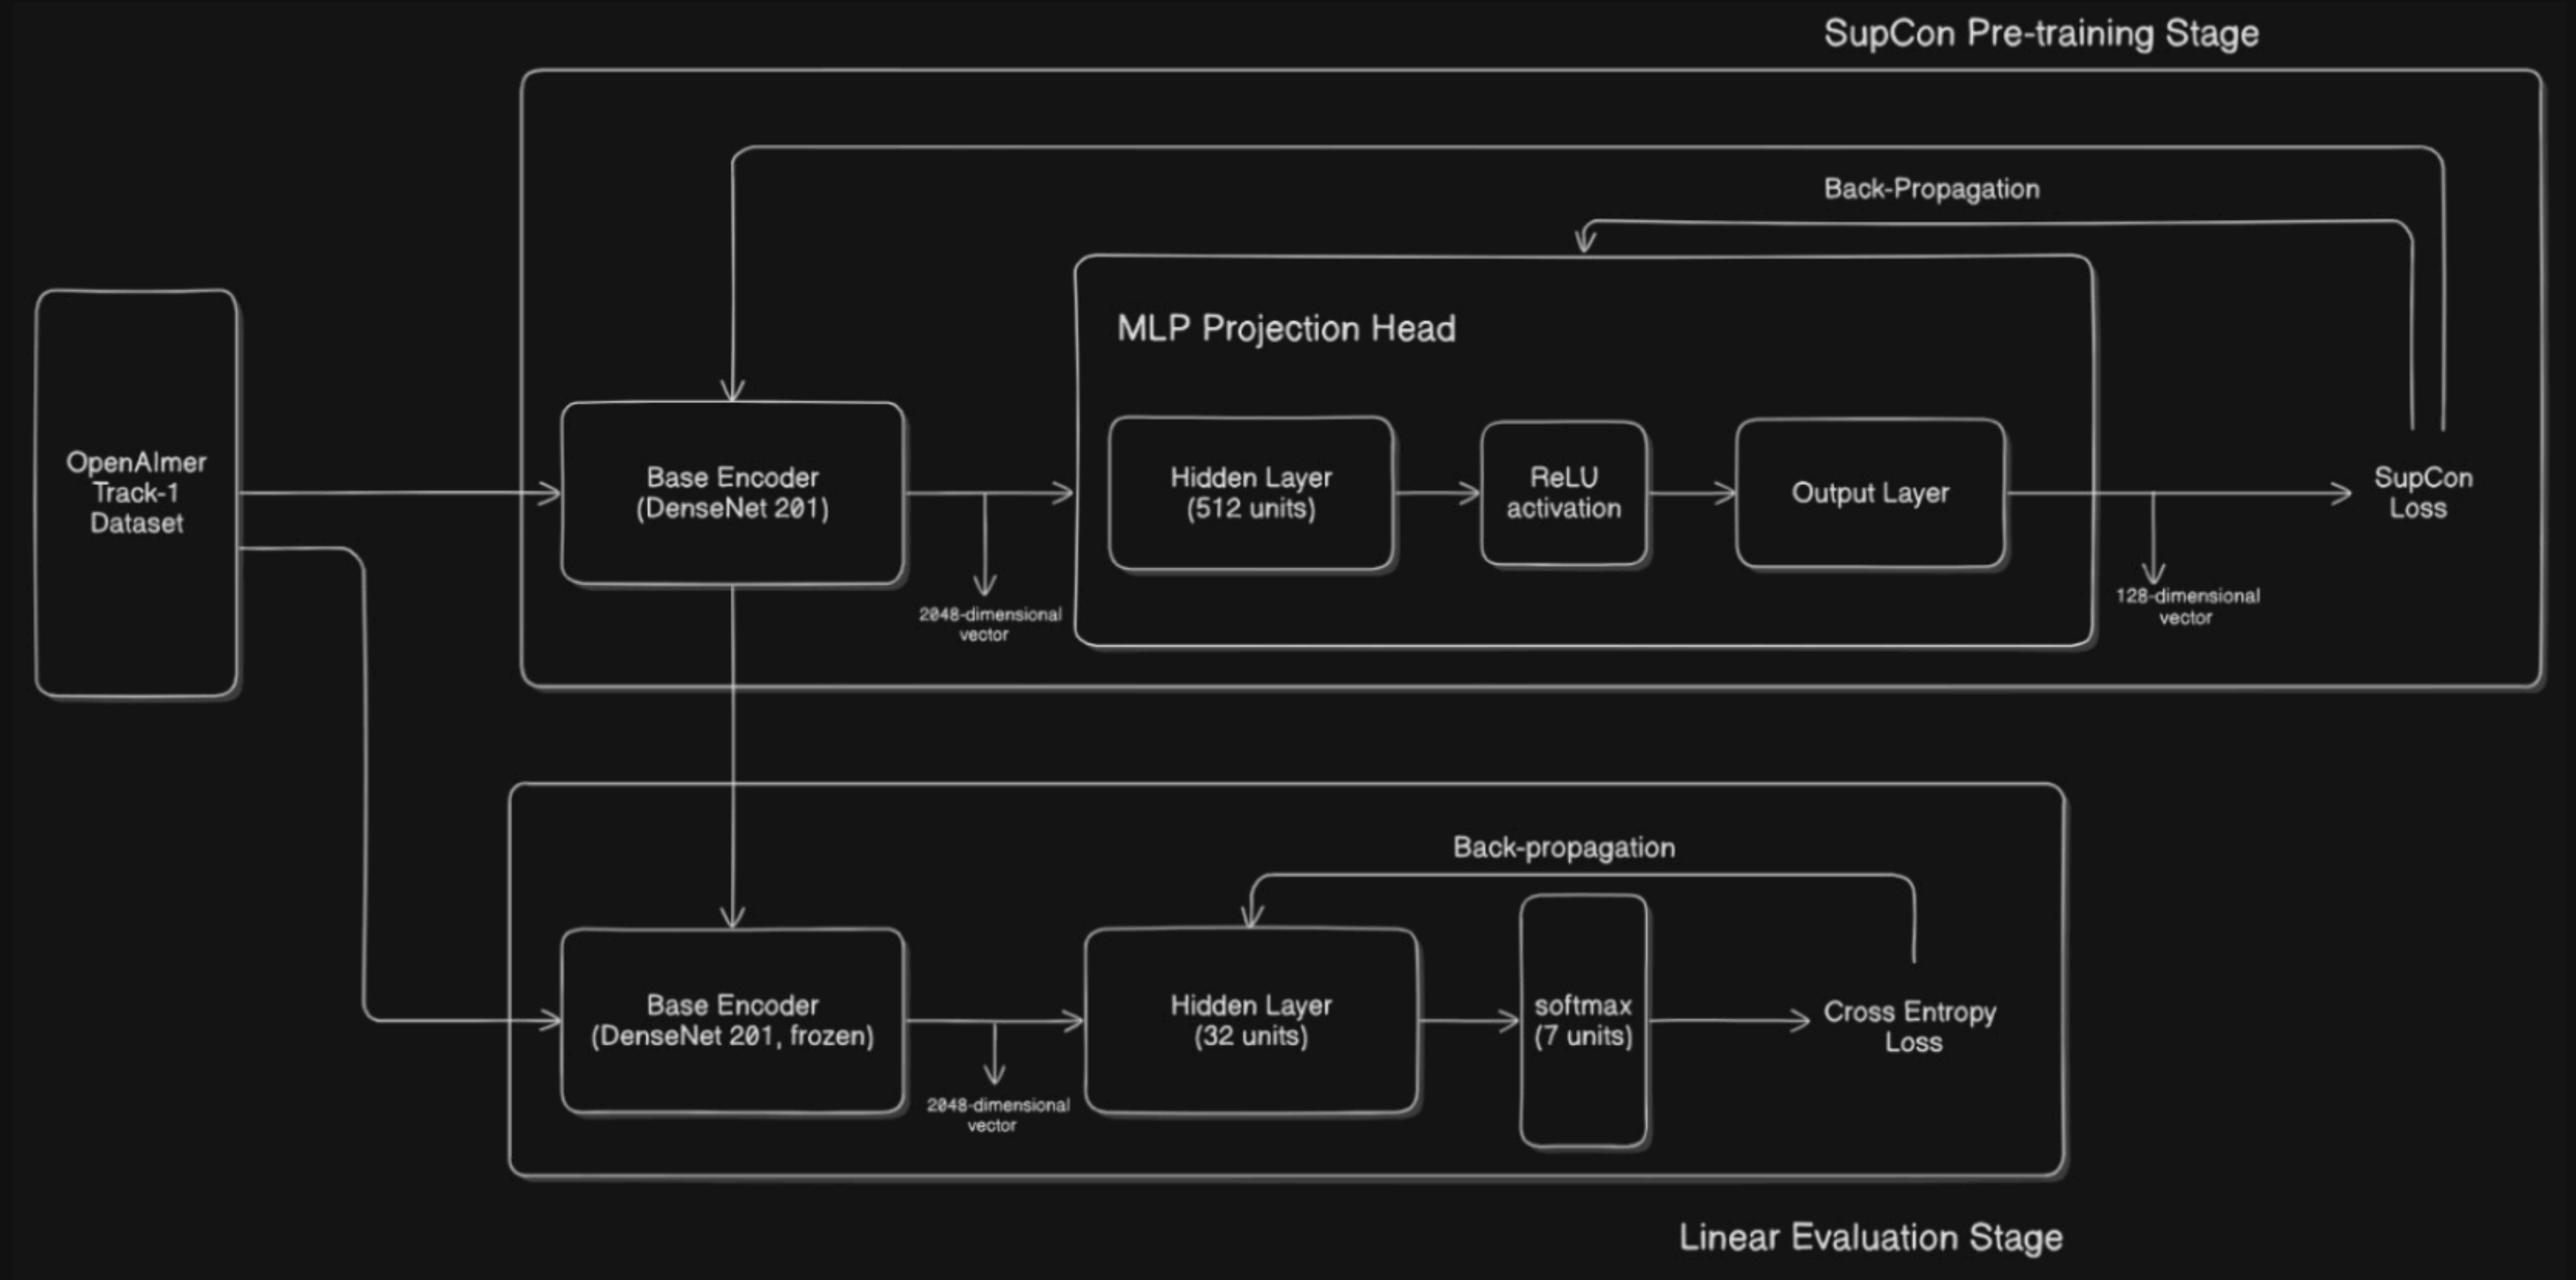 SupCon Pre-training Stage
Back-Propagation
MLP Projection Head
OpenAImer
Track-1
Dataset
Base Encoder
(DenseNet 201)
2048-dimensional
vector
Hidden Layer
(512 units)
ReLU
activation
Output Layer
128-dimensional
vector
SupCon
Loss
Back-propagation
Base Encoder
(DenseNet 201, frozen)
2048-dimensional
vector
Hidden Layer
(32 units)
softmax
(7 units)
Cross Entropy
Loss
Linear Evaluation Stage